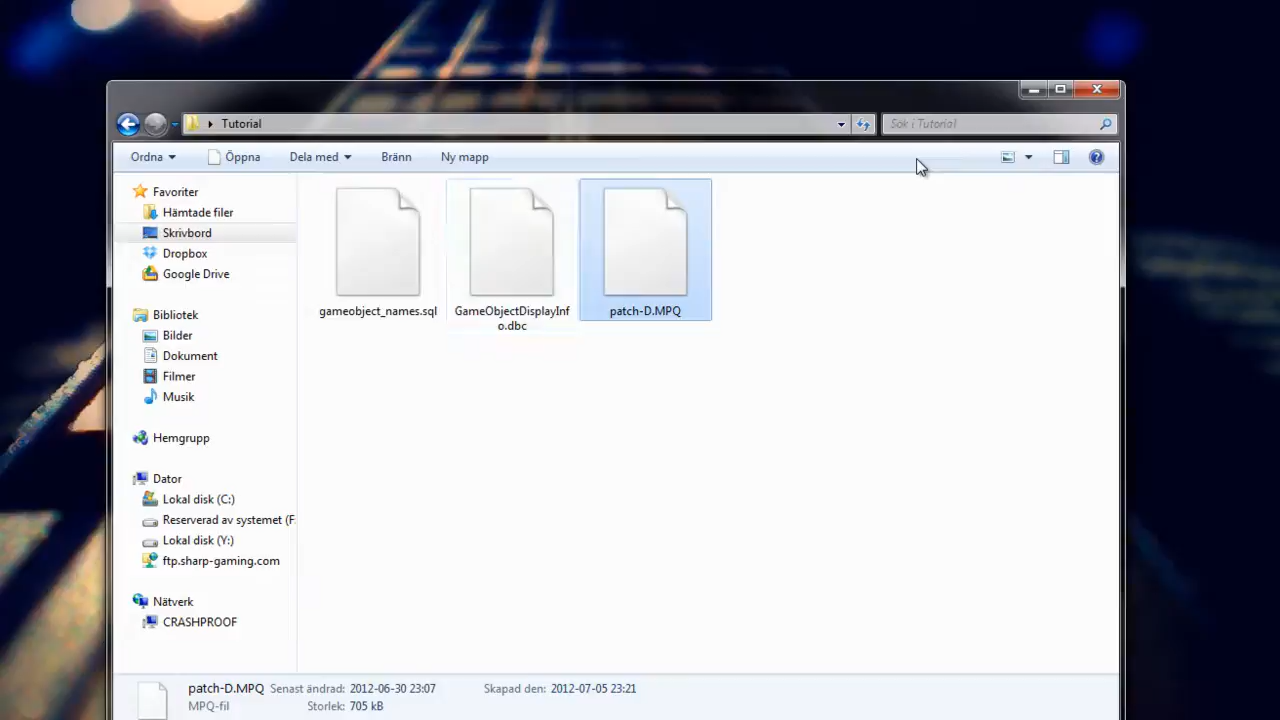 Tutorial
Sök i Tutorial
Ordna Öppna Dela med Bränn Ny mapp
Favoriter
Hämtade filer
Skrivbord
Dropbox
Google Drive
Bibliotek
Bilder
Dokument
Filmer
Musik
Hemgrupp
Dator
Lokal disk (C:)
Reserverad av systemet (F:
Lokal disk (Y:)
ftp.sharp-gaming.com
Nätverk
CRASHPROOF
gameobject_names.sql
GameObjectDisplayInf
o.dbc
patch-D.MPQ
patch-D.MPQ Senast ändrad: 2012-06-30 23:07 Skapad den: 2012-07-05 23:21
MPQ-fil Storlek: 705 kB